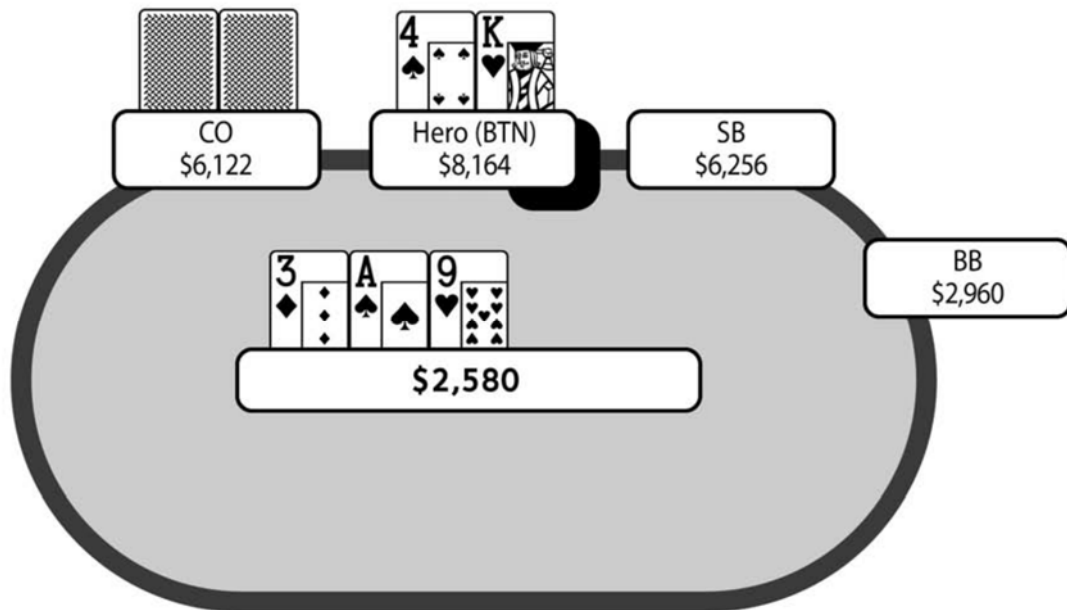 4 K
CO
$6,122
Hero (BTN)
$8,164
SB
$6,256
BB
$2,960
3 A 9
$2,580